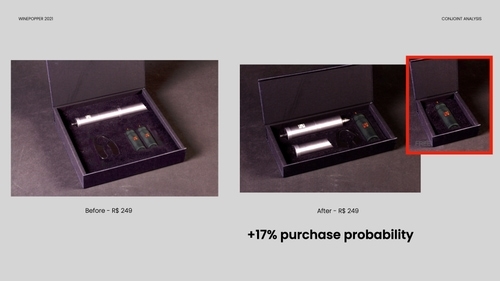 WINEPOPPER 2021
CONJOINT ANALYSIS
Before - R$ 249
After - R$ 249
+17% purchase probability